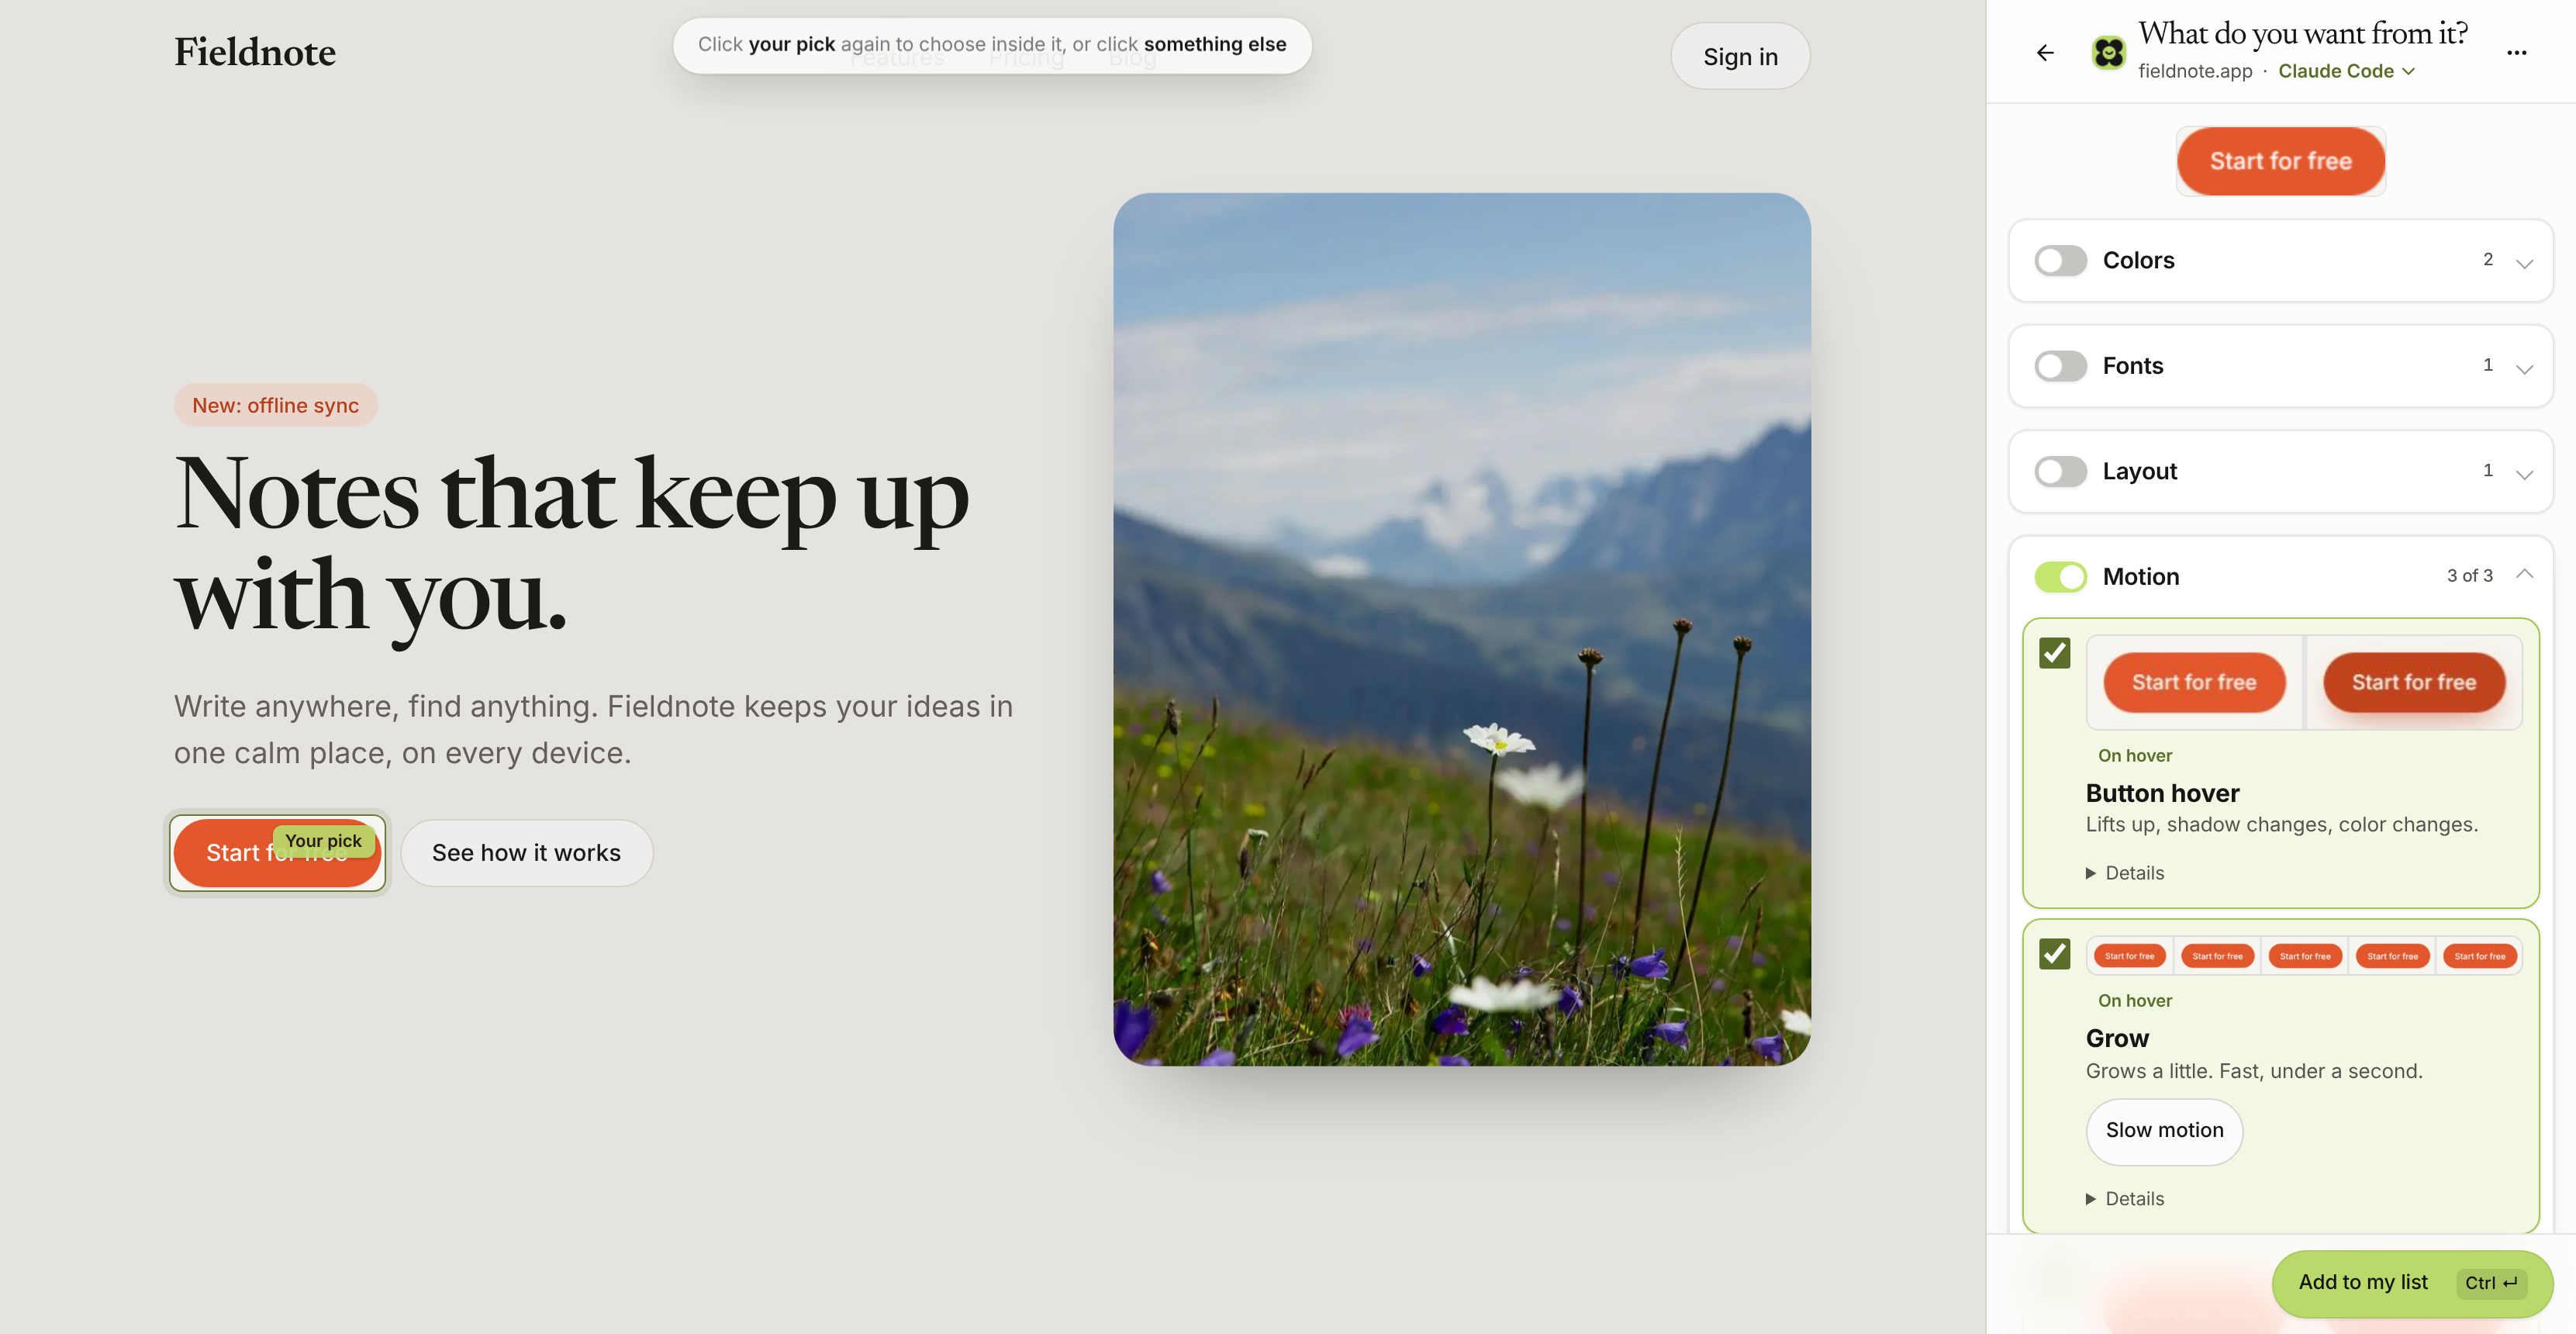 Fieldnote
Click your pick again to choose inside it, or click something else
Features Pricing Blog
Sign in
New: offline sync
Notes that keep up
with you.
Write anywhere, find anything. Fieldnote keeps your ideas in
one calm place, on every device.
Start for free
Your pick
See how it works
What do you want from it?
fieldnote.app · Claude Code
Start for free
Colors 2
Fonts 1
Layout 1
Motion 3 of 3
Start for free Start for free
On hover
Button hover
Lifts up, shadow changes, color changes.
Details
Start for free Start for free Start for free Start for free Start for free
On hover
Grow
Grows a little. Fast, under a second.
Slow motion
Details
Add to my list Ctrl ↵